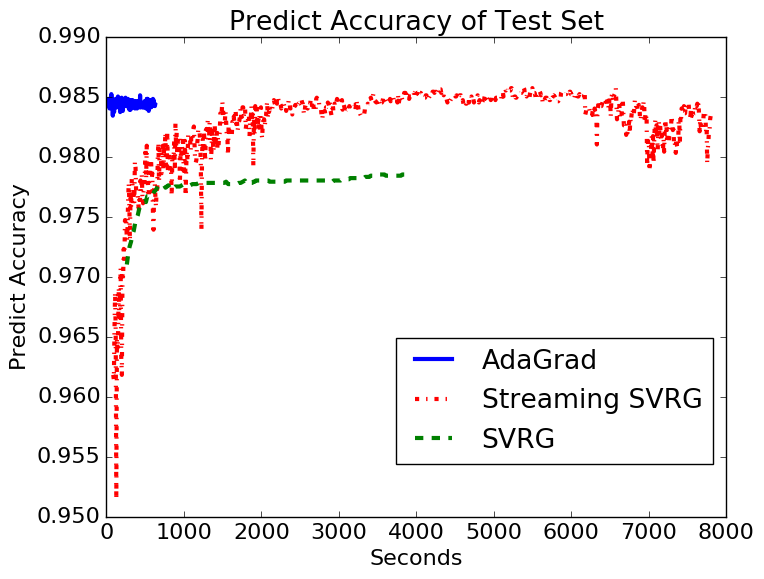 Predict Accuracy of Test Set
0.990
0.985
0.980
0.975
0.970
0.965
0.960
0.955
0.950
Predict Accuracy
AdaGrad
Streaming SVRG
SVRG
0 1000 2000 3000 4000 5000 6000 7000 8000
Seconds